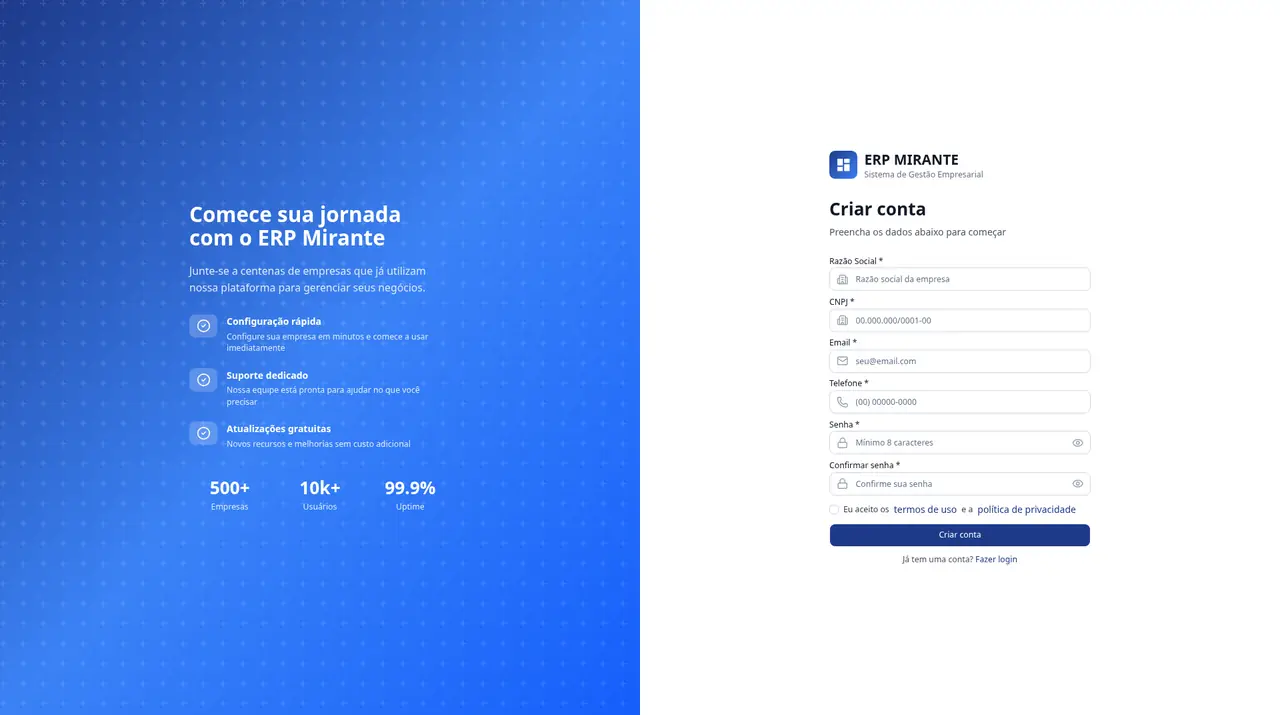 Comece sua jornada
com o ERP Mirante
Junte-se a centenas de empresas que já utilizam
nossa plataforma para gerenciar seus negócios.
Configuração rápida
Configure sua empresa em minutos e comece a usar
imediatamente
Suporte dedicado
Nossa equipe está pronta para ajudar no que você
precisar
Atualizações gratuitas
Novos recursos e melhorias sem custo adicional
500+ 10k+ 99.9%
Empresas Usuários Uptime
ERP MIRANTE
Sistema de Gestão Empresarial
Criar conta
Preencha os dados abaixo para começar
Razão Social *
Razão social da empresa
CNPJ *
00.000.000/0001-00
Email *
seu@email.com
Telefone *
(00) 00000-0000
Senha *
Mínimo 8 caracteres
Confirmar senha *
Confirme sua senha
Eu aceito os termos de uso e a política de privacidade
Criar conta
Já tem uma conta? Fazer login